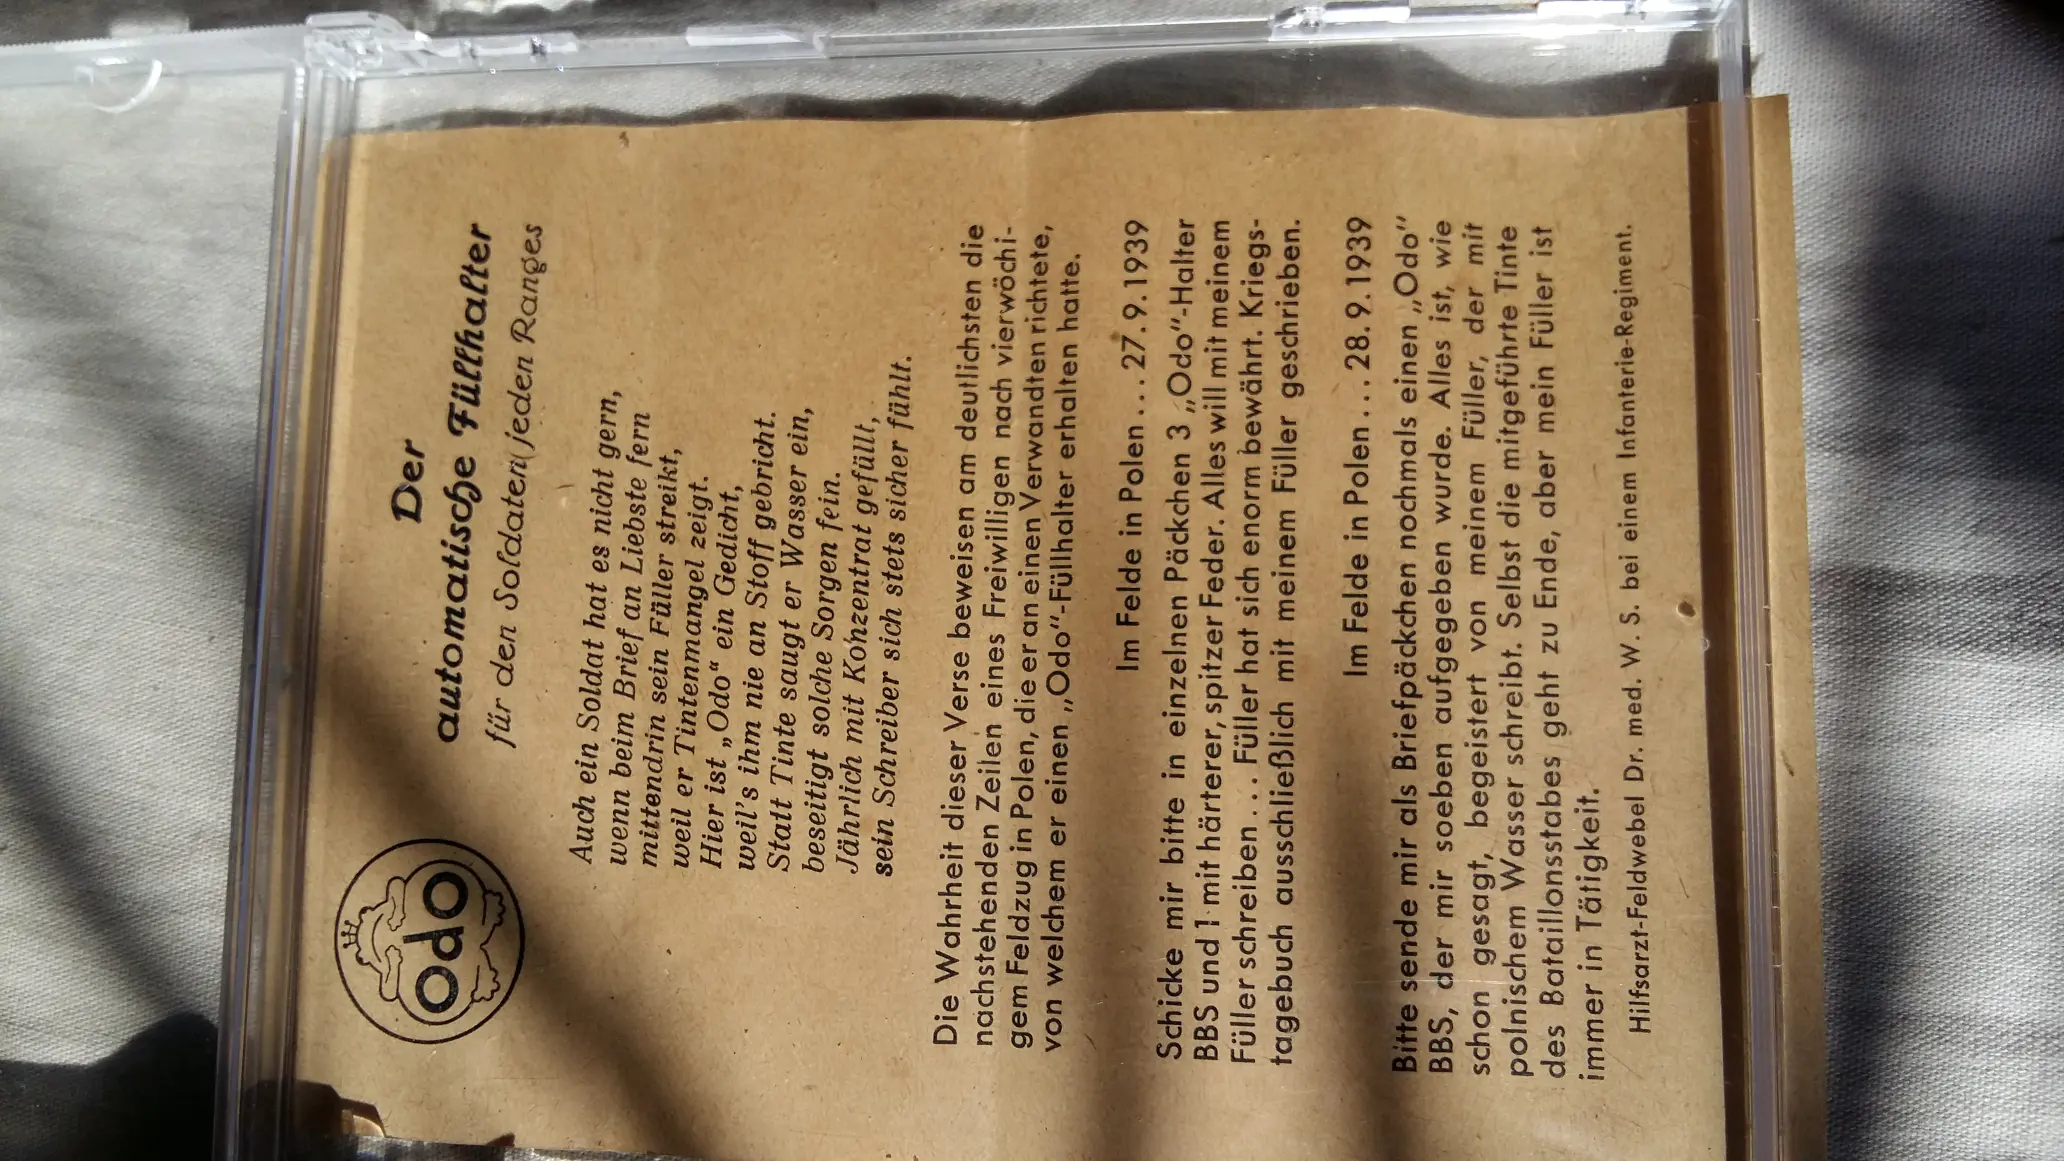 Odo
Der
automatische Füllhalter
für den Soldaten jeden Ranges
Auch ein Soldat hat es nicht gern,
wenn beim Brief an Liebste fern
mittendrin sein Füller streikt,
weil er Tintenmangel zeigt.
Hier ist „Odo“ ein Gedicht,
weil's ihm nie an Stoff gebricht.
Statt Tinte saugt er Wasser ein,
beseitigt solche Sorgen fein.
Jährlich mit Konzentrat gefüllt,
sein Schreiber sich stets sicher fühlt.
Die Wahrheit dieser Verse beweisen am deutlichsten die
nachstehenden Zeilen eines Freiwilligen nach vierwöchi-
gem Feldzug in Polen, die er an einen Verwandten richtete,
von welchem er einen „Odo“-Füllhalter erhalten hatte.
Im Felde in Polen . . . 27. 9. 1939
Schicke mir bitte in einzelnen Päckchen 3 „Odo“-Halter
BBS und 1 mit härterer, spitzer Feder. Alles will mit meinem
Füller schreiben . . . Füller hat sich enorm bewährt. Kriegs-
tagebuch ausschließlich mit meinem Füller geschrieben.
Im Felde in Polen . . . 28. 9. 1939
Bitte sende mir als Briefpäckchen nochmals einen „Odo“
BBS, der mir soeben aufgegeben wurde. Alles ist, wie
schon gesagt, begeistert von meinem Füller, der mit
polnischem Wasser schreibt. Selbst die mitgeführte Tinte
des Bataillonsstabes geht zu Ende, aber mein Füller ist
immer in Tätigkeit.
Hilfsarzt-Feldwebel Dr. med. W. S. bei einem Infanterie-Regiment.